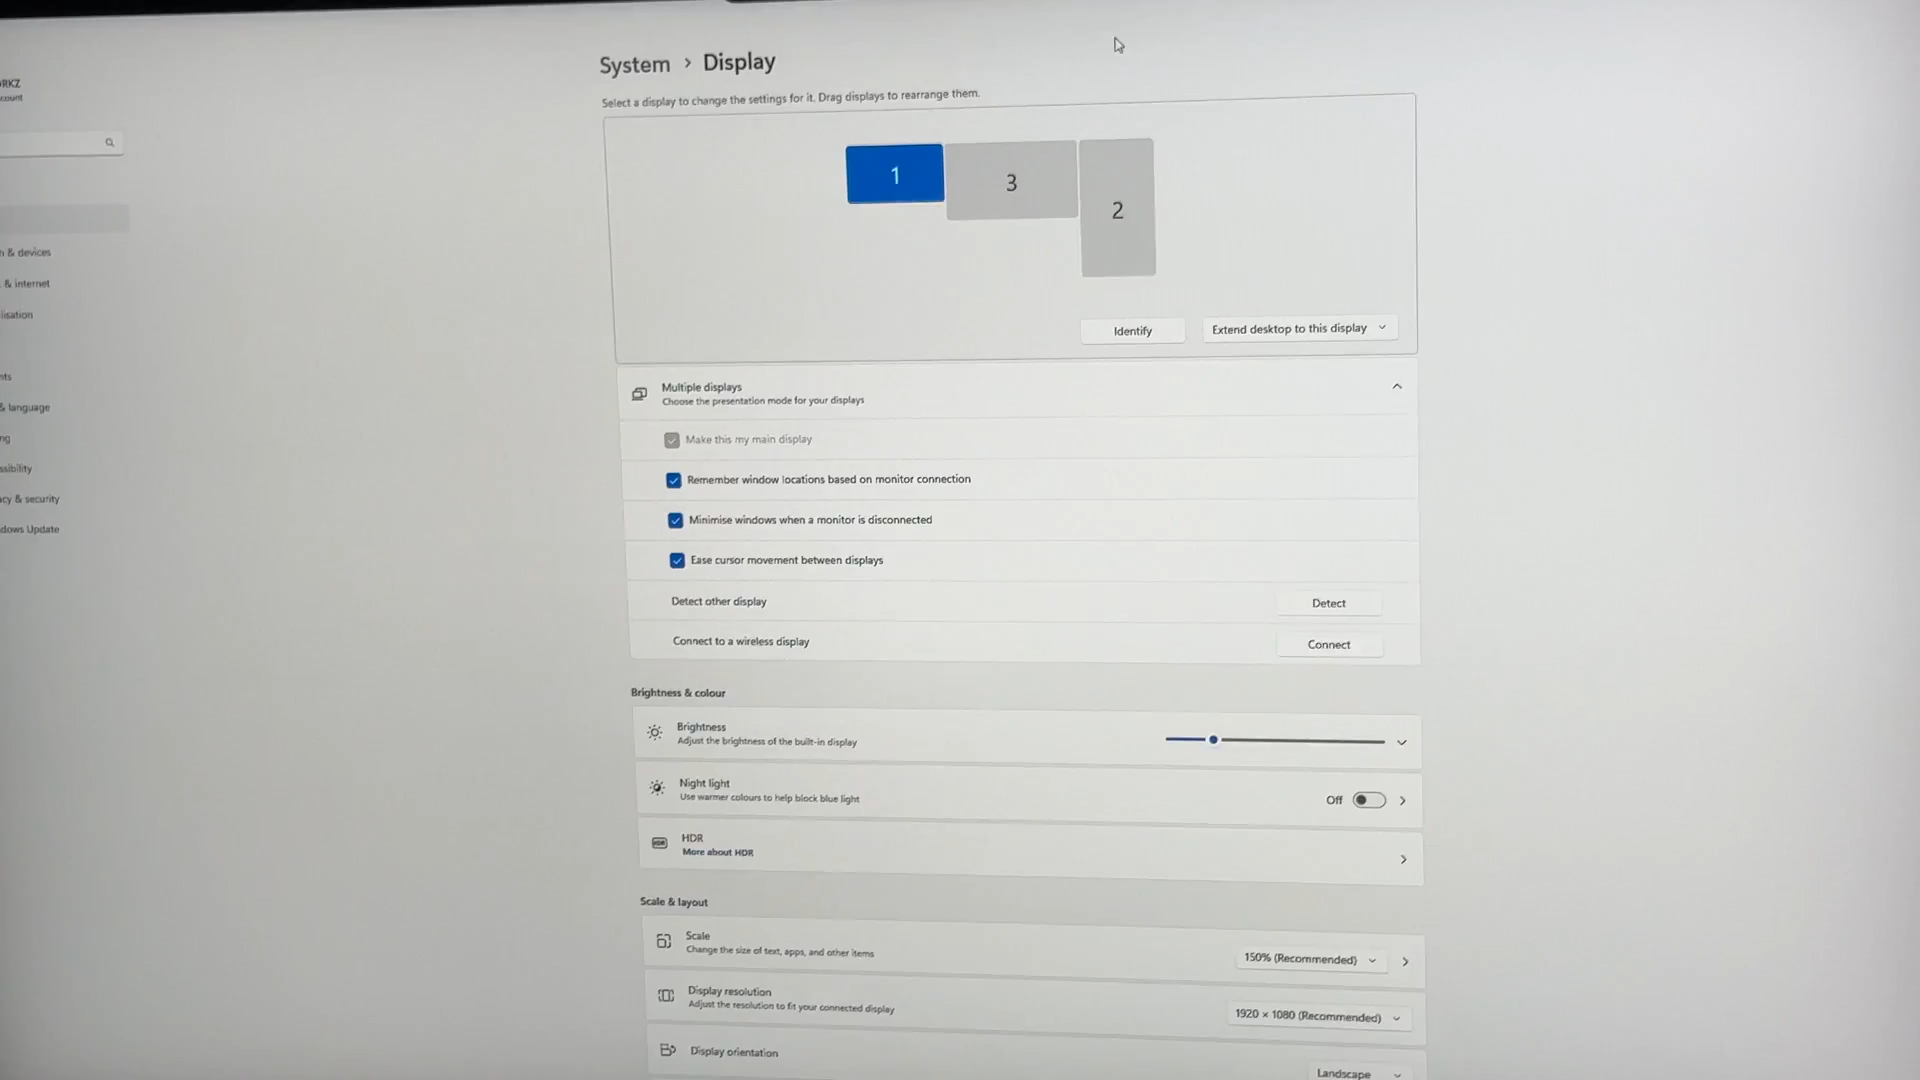 System > Display
Select a display to change the settings for it. Drag displays to rearrange them.
1
3
2
Identify
Extend desktop to this display
RKZ
count
& devices
& internet
lisation
nts
& language
ng
ssibility
cy & security
dows Update
Multiple displays
Choose the presentation mode for your displays
Make this my main display
Remember window locations based on monitor connection
Minimise windows when a monitor is disconnected
Ease cursor movement between displays
Detect other display
Detect
Connect to a wireless display
Connect
Brightness & colour
Brightness
Adjust the brightness of the built-in display
Night light
Use warmer colours to help block blue light
Off
HDR
More about HDR
Scale & layout
Scale
Change the size of text, apps, and other items
150% (Recommended)
Display resolution
Adjust the resolution to fit your connected display
1920 × 1080 (Recommended)
Display orientation
Landscape